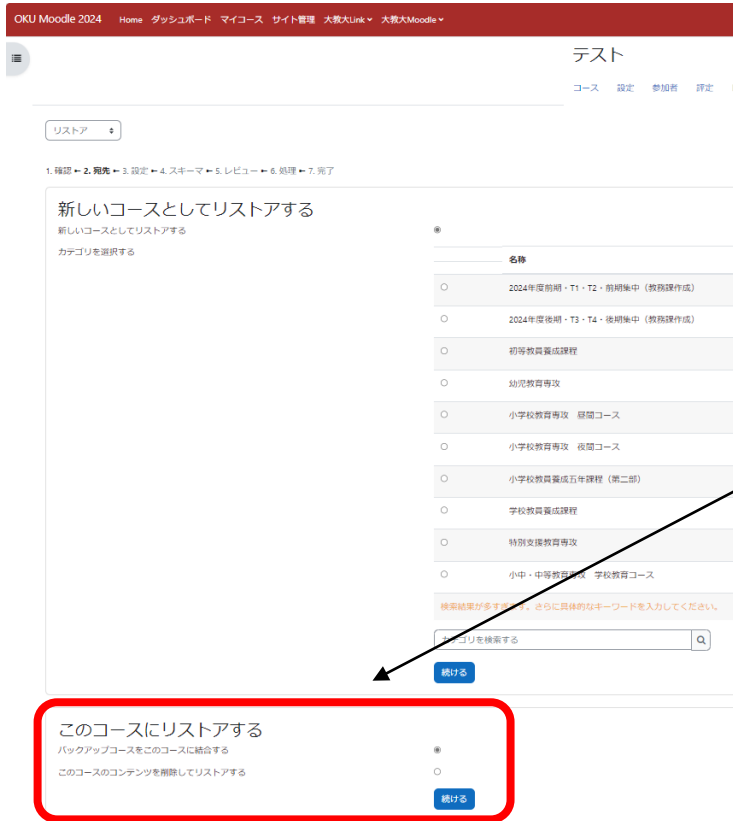 OKU Moodle 2024 Home ダッシュボード マイコース サイト管理 大教大Link 大教大Moodle
テスト
コース 設定 参加者 評定
リストア
1. 確認 ← 2. 宛先 ← 3. 設定 ← 4. スキーマ ← 5. レビュー ← 6. 処理 ← 7. 完了
新しいコースとしてリストアする
新しいコースとしてリストアする
カテゴリを選択する
名称
2024年度前期・T1・T2・前期集中（教務課作成）
2024年度後期・T3・T4・後期集中（教務課作成）
初等教員養成課程
幼児教育専攻
小学校教育専攻 昼間コース
小学校教育専攻 夜間コース
小学校教員養成五年課程（第二部）
学校教員養成課程
特別支援教育専攻
小中・中等教育専攻 学校教育コース
検索結果が多すぎます。さらに具体的なキーワードを入力してください。
カテゴリを検索する
続ける
このコースにリストアする
バックアップコースをこのコースに結合する
このコースのコンテンツを削除してリストアする
続ける